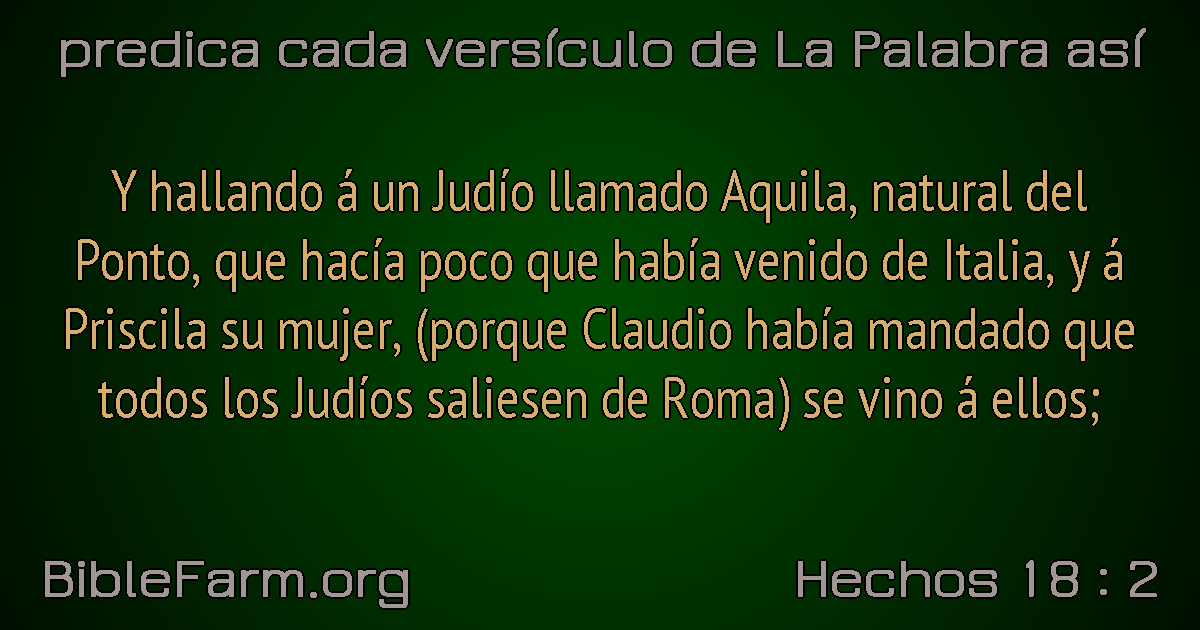 predica cada versículo de La Palabra así
Y hallando á un Judío llamado Aquila, natural del
Ponto, que hacía poco que había venido de Italia, y á
Priscila su mujer, (porque Claudio había mandado que
todos los Judíos saliesen de Roma) se vino á ellos;
BibleFarm.org
Hechos 18 : 2